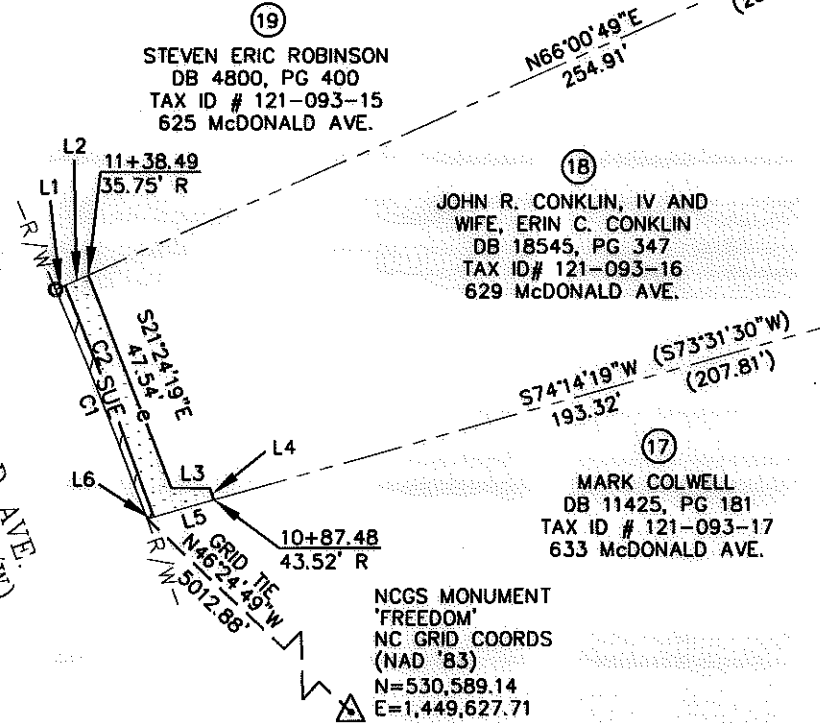 19
STEVEN ERIC ROBINSON
DB 4800, PG 400
TAX ID # 121-093-15
625 McDONALD AVE.
N66°00'49"E
254.91'
L2
L1
11+38.49
35.75' R
-R/W-
18
JOHN R. CONKLIN, IV AND
WIFE, ERIN C. CONKLIN
DB 18545, PG 347
TAX ID# 121-093-16
629 McDONALD AVE.
S21°24'19"E
47.54'
C2 SUE
C1
e
S74°14'19"W (S73°31'30"W)
193.32' (207.81')
L3
L4
L6
L5
17
MARK COLWELL
DB 11425, PG 181
TAX ID # 121-093-17
633 McDONALD AVE.
10+87.48
43.52' R
AVE.
-R/W-
GRID TIE
N46°24'49"W
5012.88'
NCGS MONUMENT
'FREEDOM'
NC GRID COORDS
(NAD '83)
N=530,589.14
E=1,449,627.71